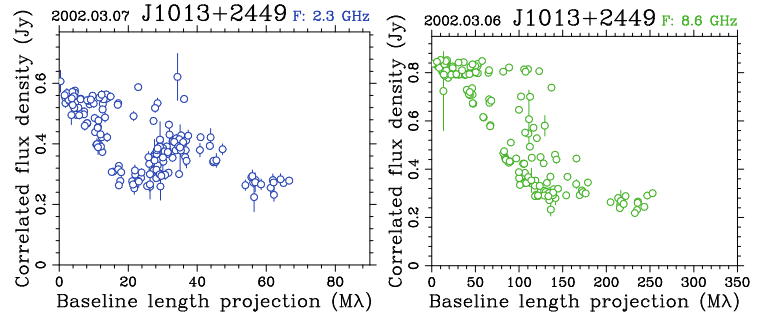 2002.03.07 J1013+2449 F: 2.3 GHz
Correlated flux density (Jy)
0.6
0.4
0.2
0
0 20 40 60 80
Baseline length projection (Mλ)
2002.03.06 J1013+2449 F: 8.6 GHz
Correlated flux density (Jy)
0.8
0.6
0.4
0.2
0
0 50 100 150 200 250 300 350
Baseline length projection (Mλ)